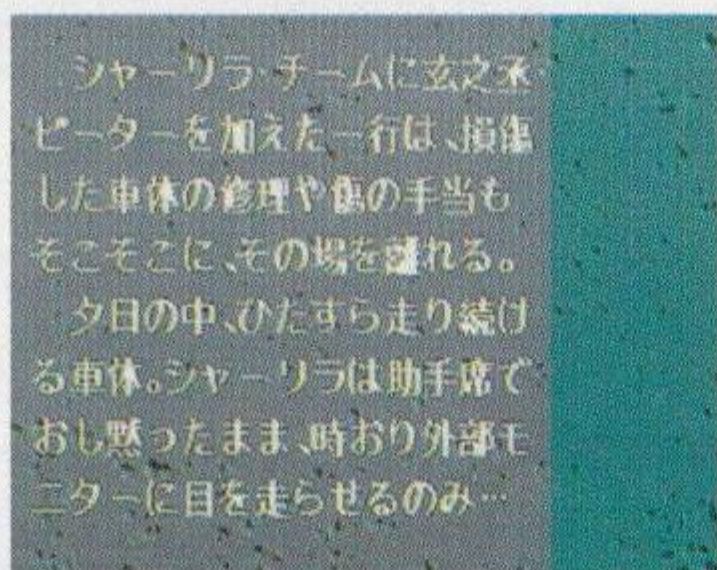 シャーリラ・チームに玄之丞
ピーターを加えた一行は、損傷
した車体の修理や傷の手当も
そこそこに、その場を離れる。
夕日の中、ひたすら走り続け
る車体。シャーリラは助手席で
おし黙ったまま、時おり外部モ
ニターに目を走らせるのみ…